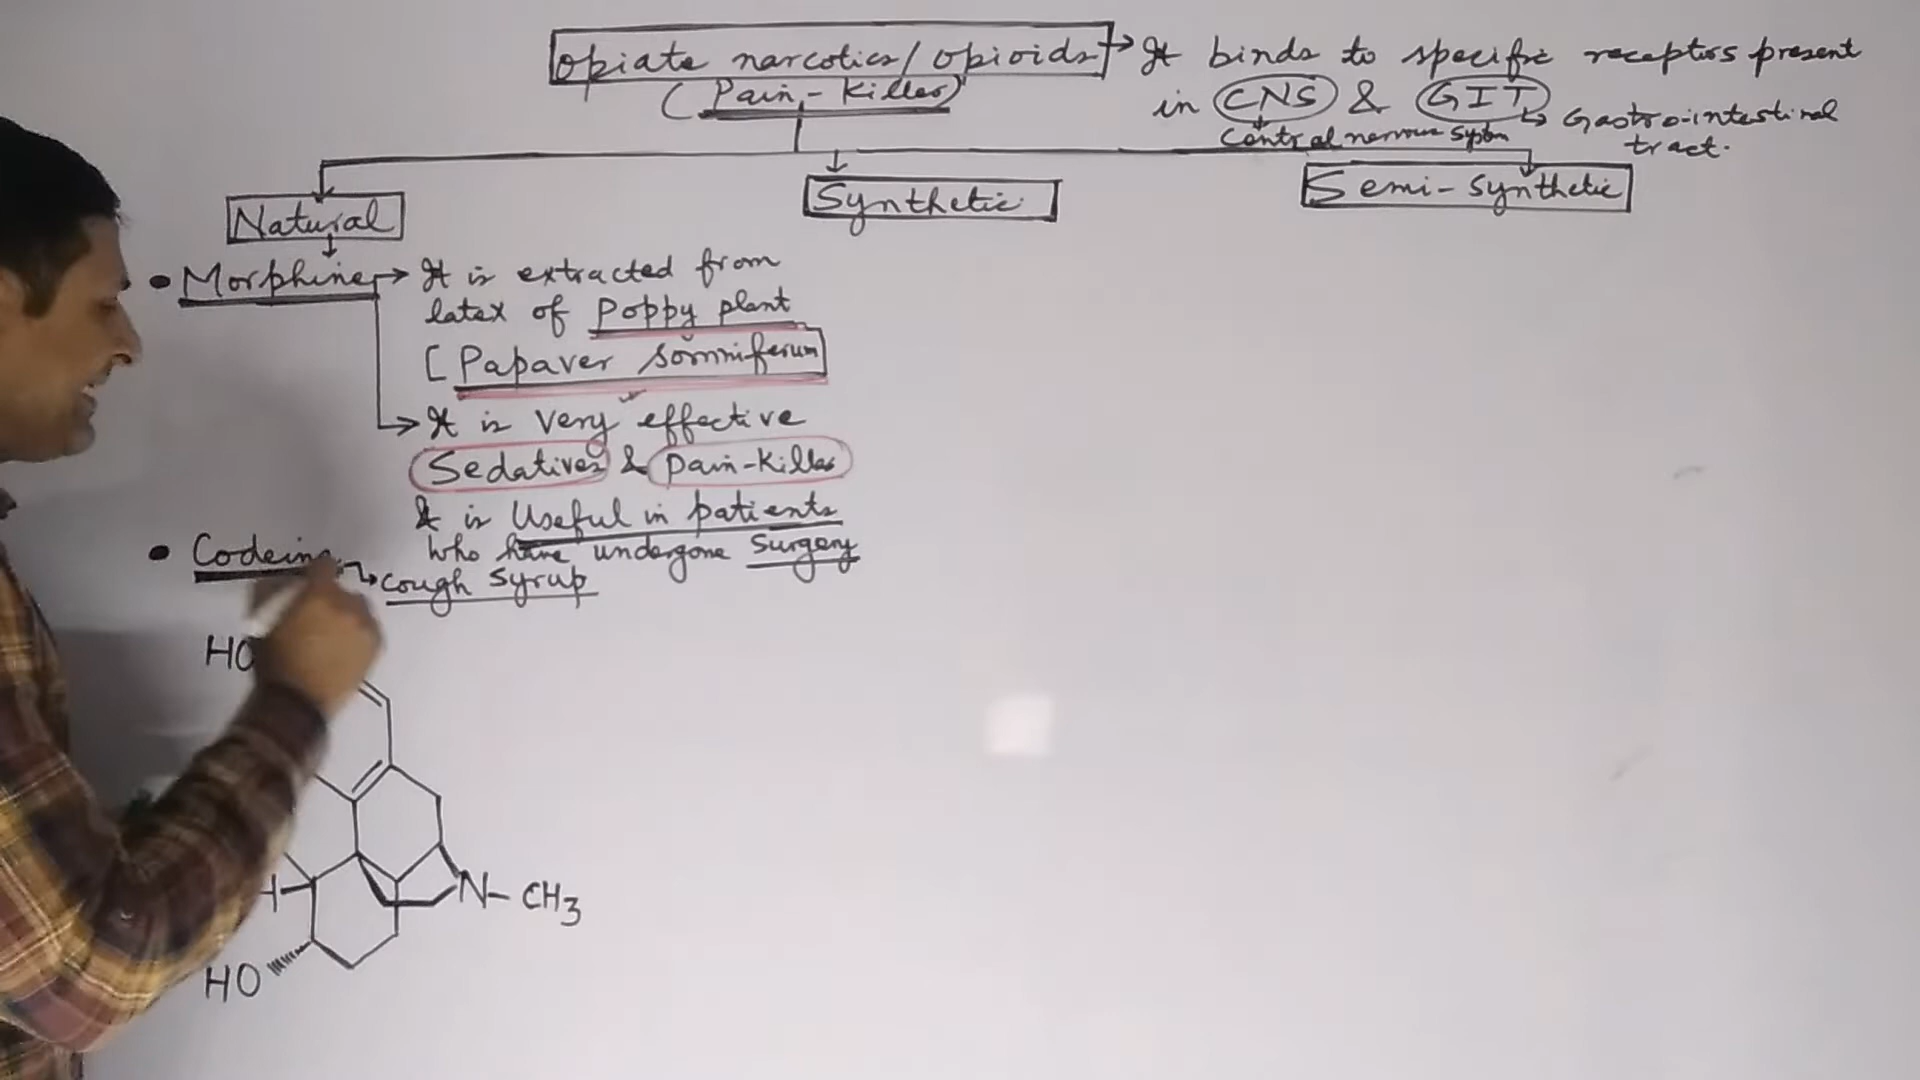 Opiate narcotics/opioids → It binds to specific receptors present
(Pain-Killer)
in CNS & GIT → Gastro-intestinal
Central nervous system
tract.
Natural
Synthetic
Semi-synthetic
• Morphine → It is extracted from
latex of Poppy plant
[Papaver somniferum]
→ It is very effective
Sedatives & Pain-Killer
It is Useful in patients
who have undergone Surgery
• Codeine
→ Cough Syrup
HO
H
N-CH3
HO